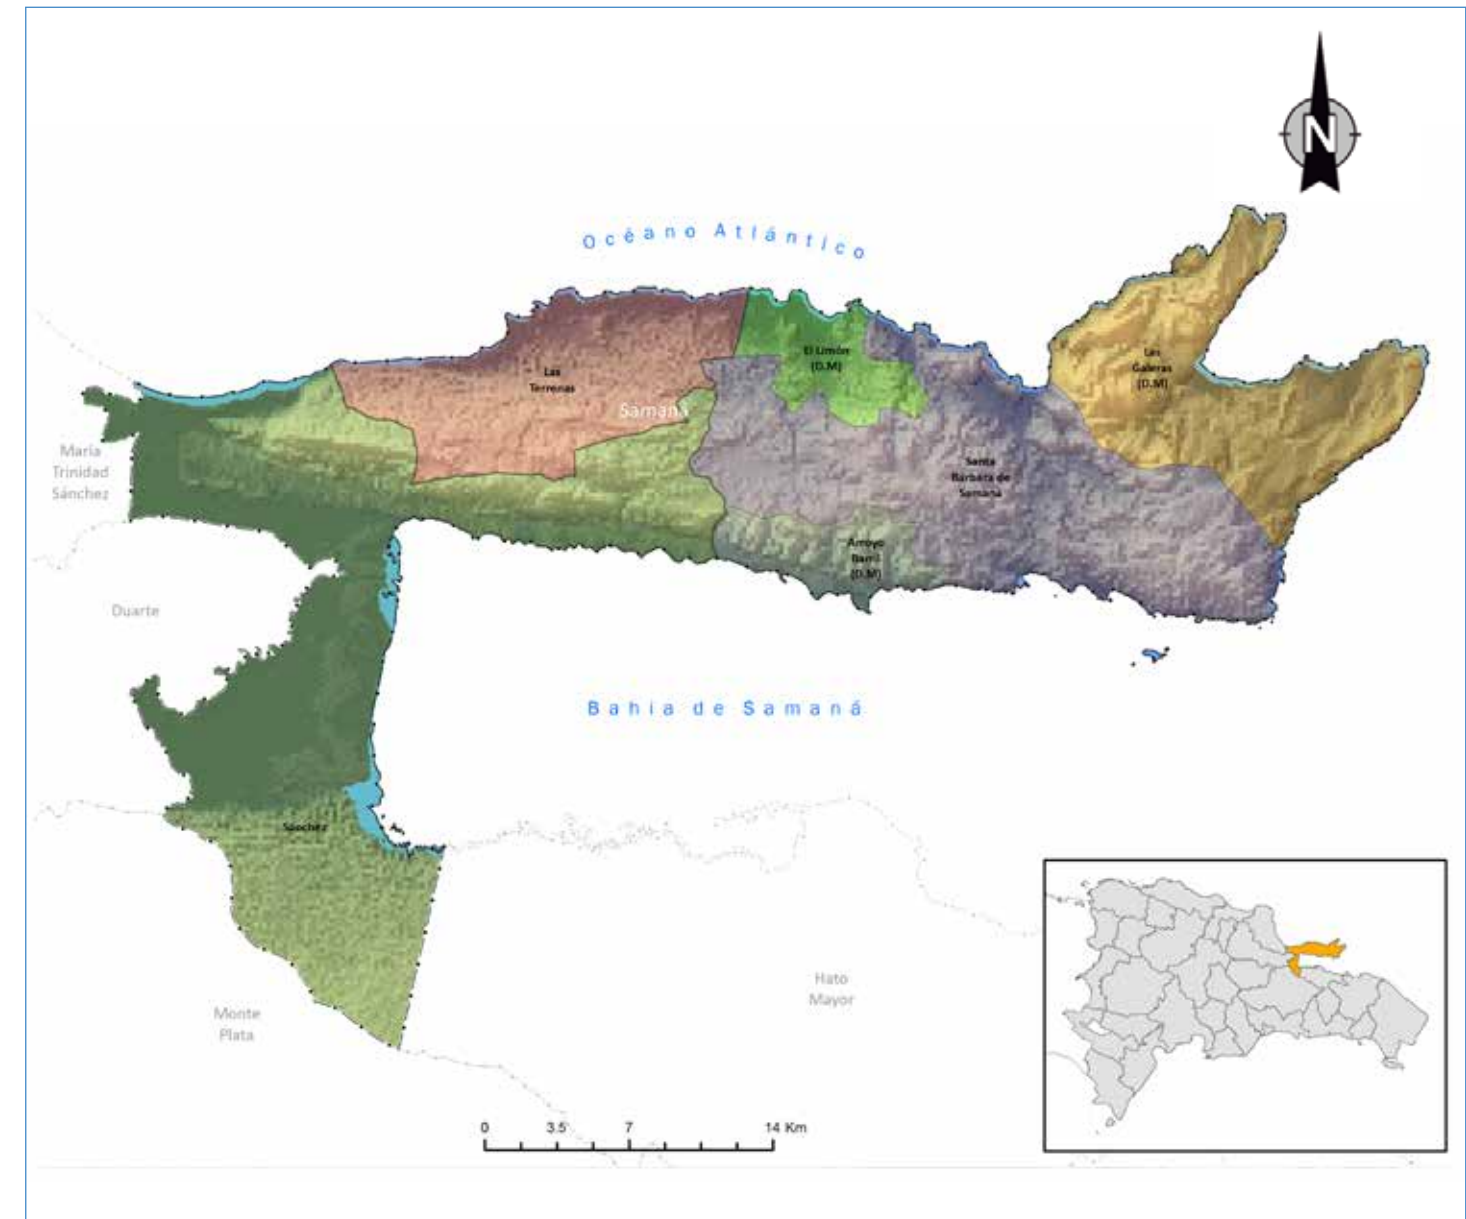 N
Océano Atlántico
El Limón
(D.M)
Las
Galeras
(D.M)
Las
Terrenas
Samaná
María
Trinidad
Sánchez
Santa
Bárbara de
Samaná
Arroyo
Barril
(D.M)
Duarte
Bahia de Samaná
Sánchez
Hato
Mayor
Monte
Plata
0 3.5 7 14 Km